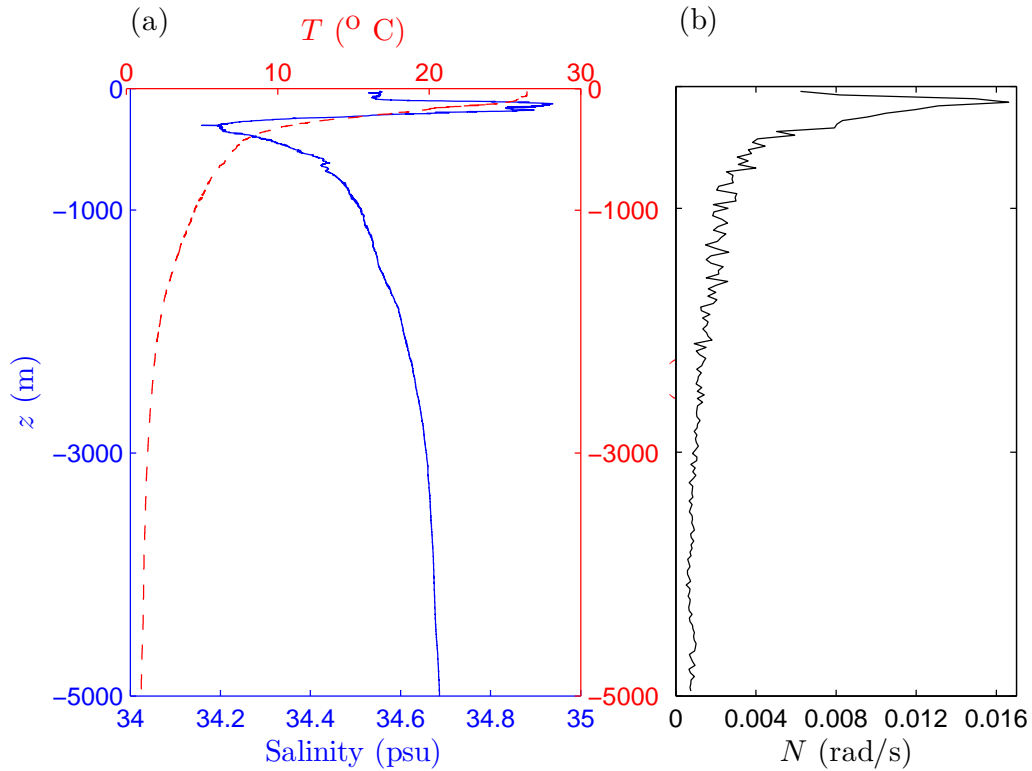 (a)
T (° C)
0 10 20 30
0
−1000
−3000
−5000
z (m)
34 34.2 34.4 34.6 34.8 35
Salinity (psu)
0
−1000
−3000
−5000
(b)
0 0.004 0.008 0.012 0.016
N (rad/s)